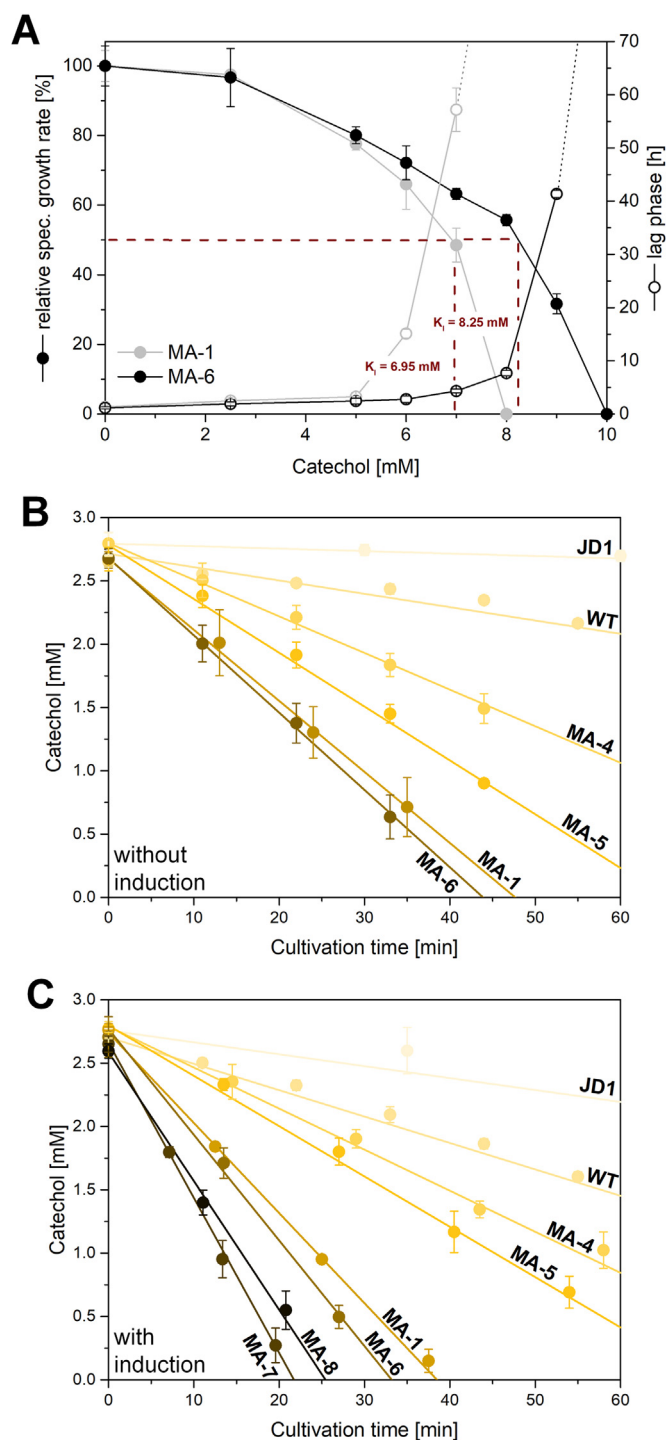 A
relative spec. growth rate [%]
100
80
60
40
20
0
MA-1
MA-6
K_I = 6.95 mM
K_I = 8.25 mM
70
60
50
40
30
20
10
0
lag phase [h]
0 2 4 6 8 10
Catechol [mM]
B
Catechol [mM]
3.0
2.5
2.0
1.5
1.0
0.5
0.0
JD1
WT
MA-4
MA-5
MA-1
MA-6
without
induction
0 10 20 30 40 50 60
Cultivation time [min]
C
Catechol [mM]
3.0
2.5
2.0
1.5
1.0
0.5
0.0
JD1
WT
MA-4
MA-5
MA-1
MA-6
MA-8
MA-7
with
induction
0 10 20 30 40 50 60
Cultivation time [min]